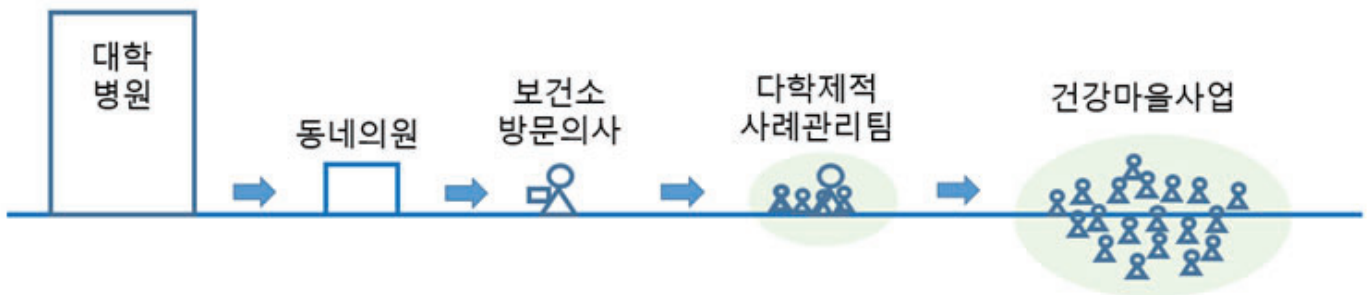 대학
병원
동네의원
보건소
방문의사
다학제적
사례관리팀
건강마을사업